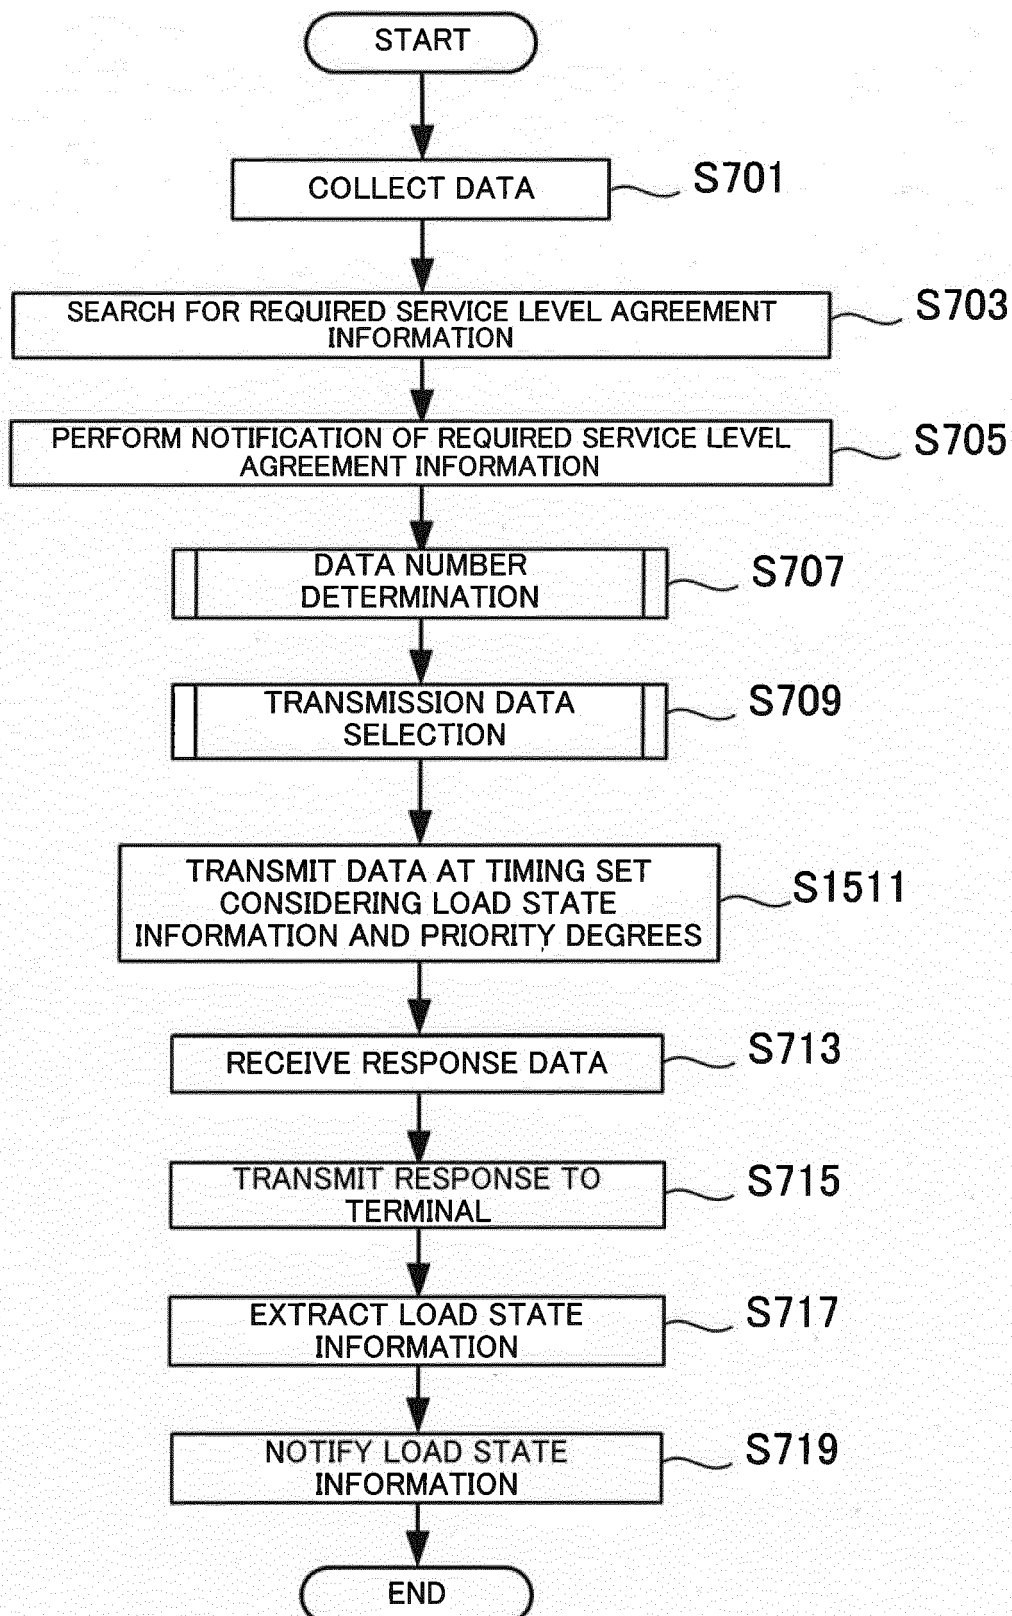 START
COLLECT DATA
S701
SEARCH FOR REQUIRED SERVICE LEVEL AGREEMENT
INFORMATION
S703
PERFORM NOTIFICATION OF REQUIRED SERVICE LEVEL
AGREEMENT INFORMATION
S705
DATA NUMBER
DETERMINATION
S707
TRANSMISSION DATA
SELECTION
S709
TRANSMIT DATA AT TIMING SET
CONSIDERING LOAD STATE
INFORMATION AND PRIORITY DEGREES
S1511
RECEIVE RESPONSE DATA
S713
TRANSMIT RESPONSE TO
TERMINAL
S715
EXTRACT LOAD STATE
INFORMATION
S717
NOTIFY LOAD STATE
INFORMATION
S719
END